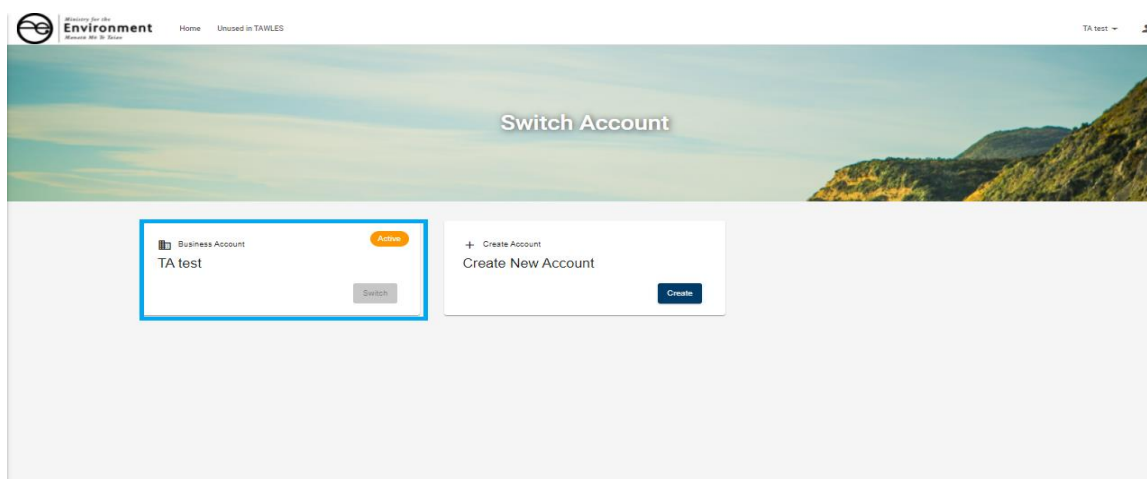 Ministry for the
Environment
Manatū Mō Te Taiao
Home Unused in TAWLES
TA test
Switch Account
Business Account Active
TA test
Switch
Create Account
Create New Account
Create